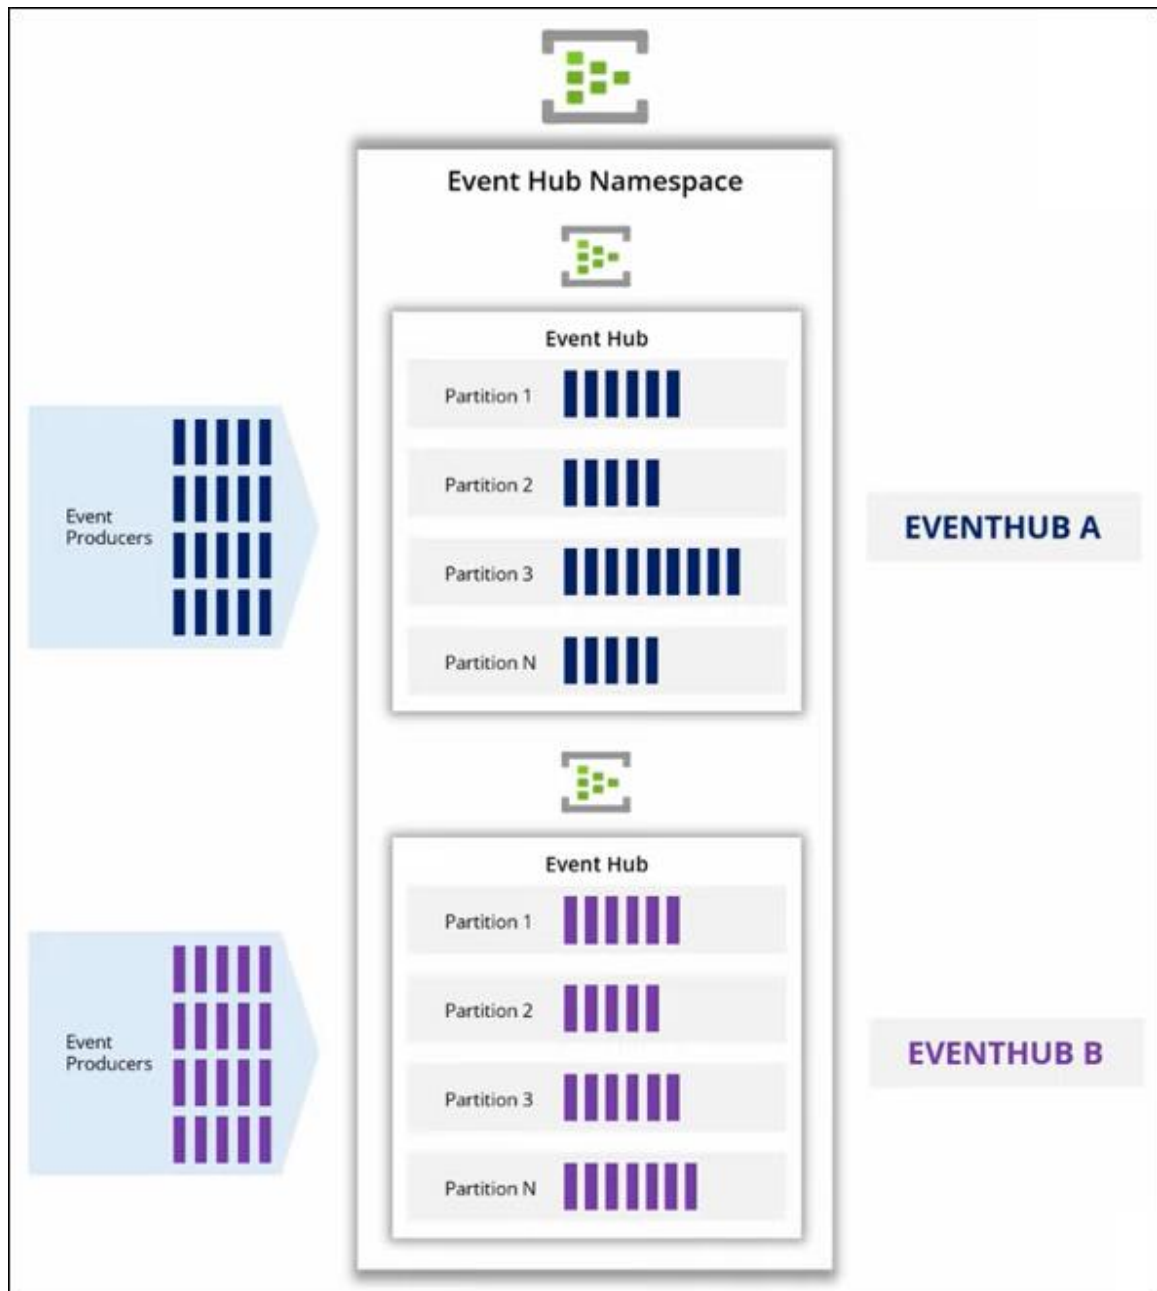 Event Hub Namespace
Event Hub
Partition 1
Partition 2
Partition 3
Partition N
Event
Producers
EVENTHUB A
Event Hub
Partition 1
Partition 2
Partition 3
Partition N
Event
Producers
EVENTHUB B